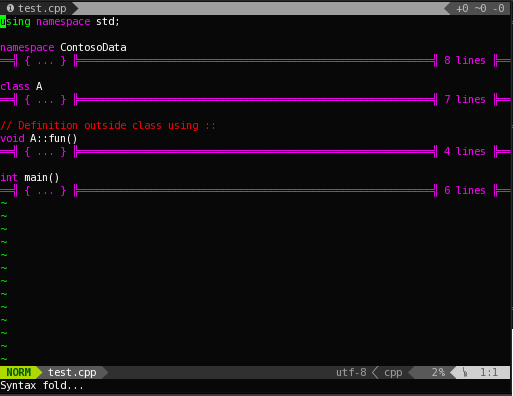 ❶ test.cpp +0 ~0 -0
using namespace std;
namespace ContosoData
{ ... } 8 lines
class A
{ ... } 7 lines
// Definition outside class using ::
void A::fun()
{ ... } 4 lines
int main()
{ ... } 6 lines
~
~
~
~
~
~
~
~
~
~
~
~
~
NORM test.cpp utf-8 cpp 2% 1:1
Syntax fold...